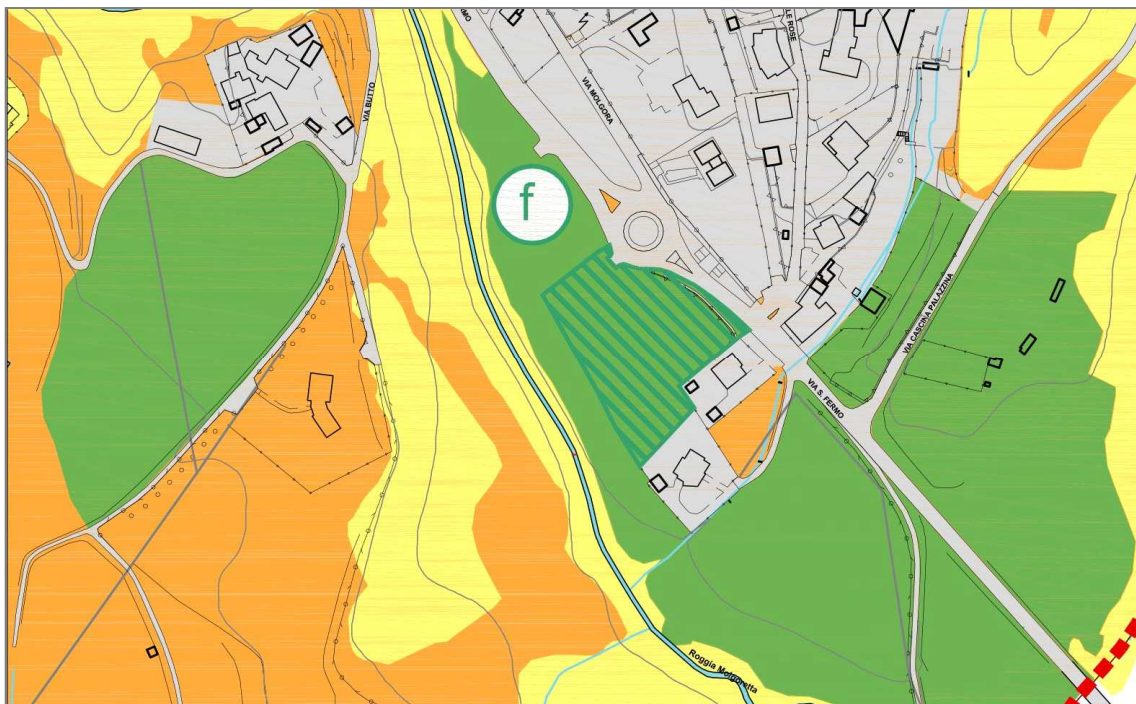 LE ROSE
VIA MOLGORA
VIA BUTTO
f
VIA CASCINA PALAZZINA
VIA S. FERMO
Roggia Molgoretta